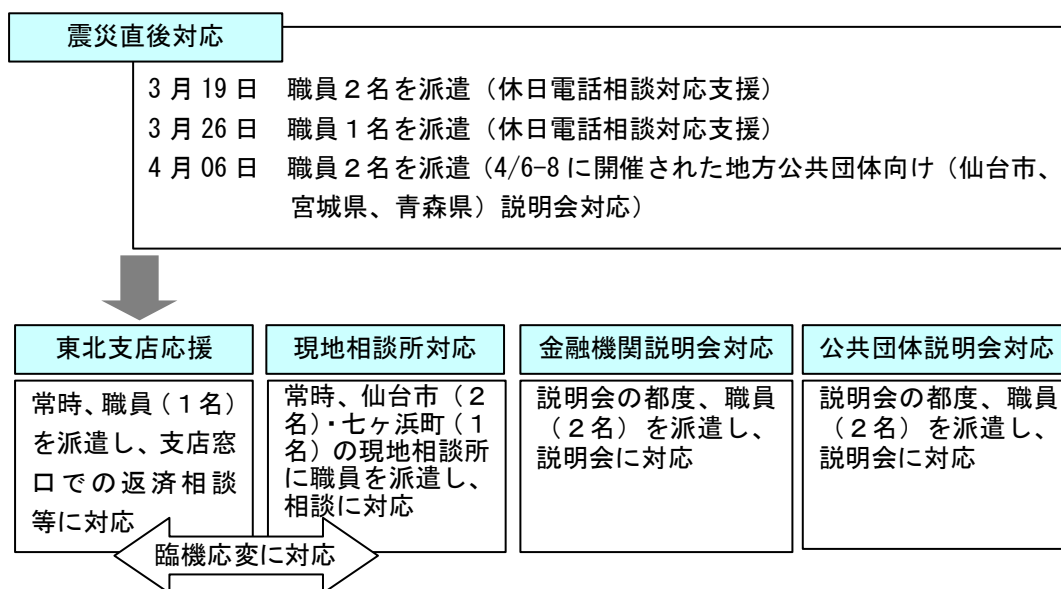 震災直後対応
3月19日 職員２名を派遣（休日電話相談対応支援）
3月26日 職員１名を派遣（休日電話相談対応支援）
4月06日 職員２名を派遣（4/6-8に開催された地方公共団体向け（仙台市、
宮城県、青森県）説明会対応）
東北支店応援
常時、職員（１名）
を派遣し、支店窓
口での返済相談
等に対応
現地相談所対応
常時、仙台市（２
名）・七ヶ浜町（１
名）の現地相談所
に職員を派遣し、
相談に対応
金融機関説明会対応
説明会の都度、職員
（２名）を派遣し、
説明会に対応
公共団体説明会対応
説明会の都度、職員
（２名）を派遣し、
説明会に対応
臨機応変に対応